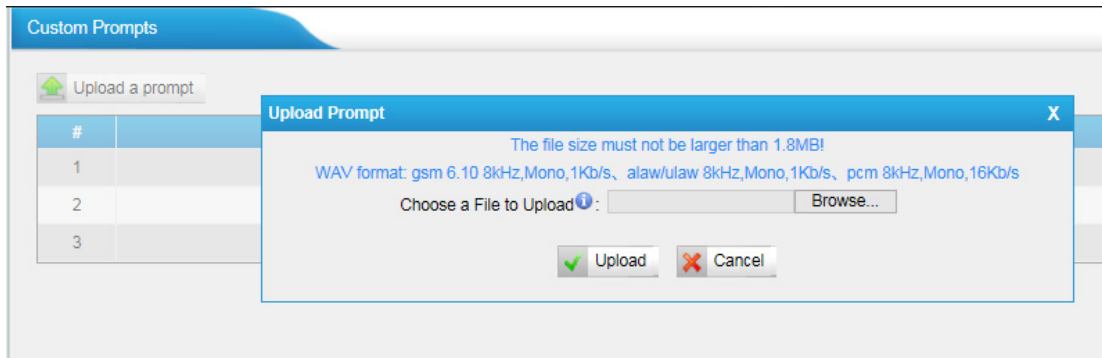 Custom Prompts
Upload a prompt
Upload Prompt X
#
The file size must not be larger than 1.8MB!
1
WAV format: gsm 6.10 8kHz,Mono,1Kb/s、alaw/ulaw 8kHz,Mono,1Kb/s、pcm 8kHz,Mono,16Kb/s
2
Choose a File to Upload i : Browse...
3
Upload Cancel